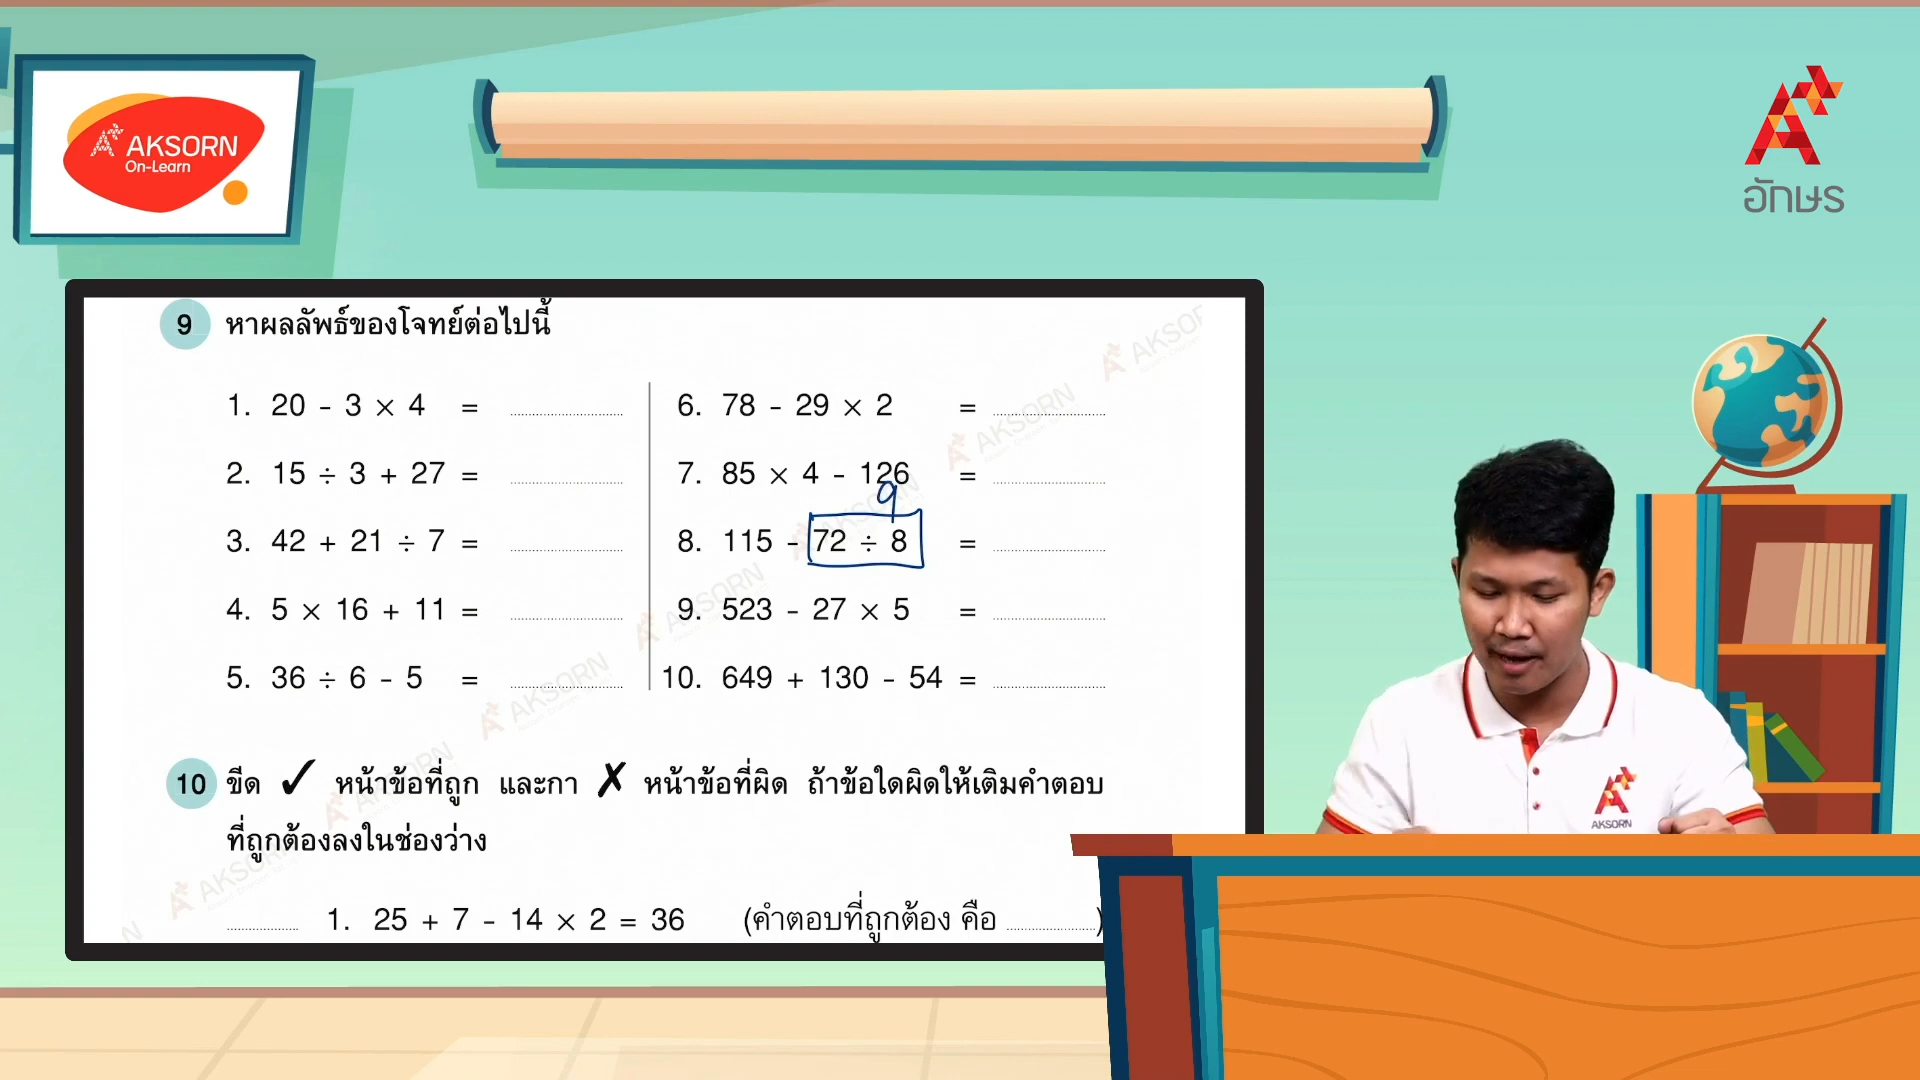 AKSORN
On-Learn
อักษร
9 หาผลลัพธ์ของโจทย์ต่อไปนี้
1. 20 - 3 × 4 = ....................
2. 15 ÷ 3 + 27 = ....................
3. 42 + 21 ÷ 7 = ....................
4. 5 × 16 + 11 = ....................
5. 36 ÷ 6 - 5 = ....................
6. 78 - 29 × 2 = ....................
7. 85 × 4 - 126 = ....................
9
8. 115 - 72 ÷ 8 = ....................
9. 523 - 27 × 5 = ....................
10. 649 + 130 - 54 = ....................
10 ขีด ✓ หน้าข้อที่ถูก และกา ✗ หน้าข้อที่ผิด ถ้าข้อใดผิดให้เติมคำตอบ
ที่ถูกต้องลงในช่องว่าง
............ 1. 25 + 7 - 14 × 2 = 36 (คำตอบที่ถูกต้อง คือ ................)
AKSORN